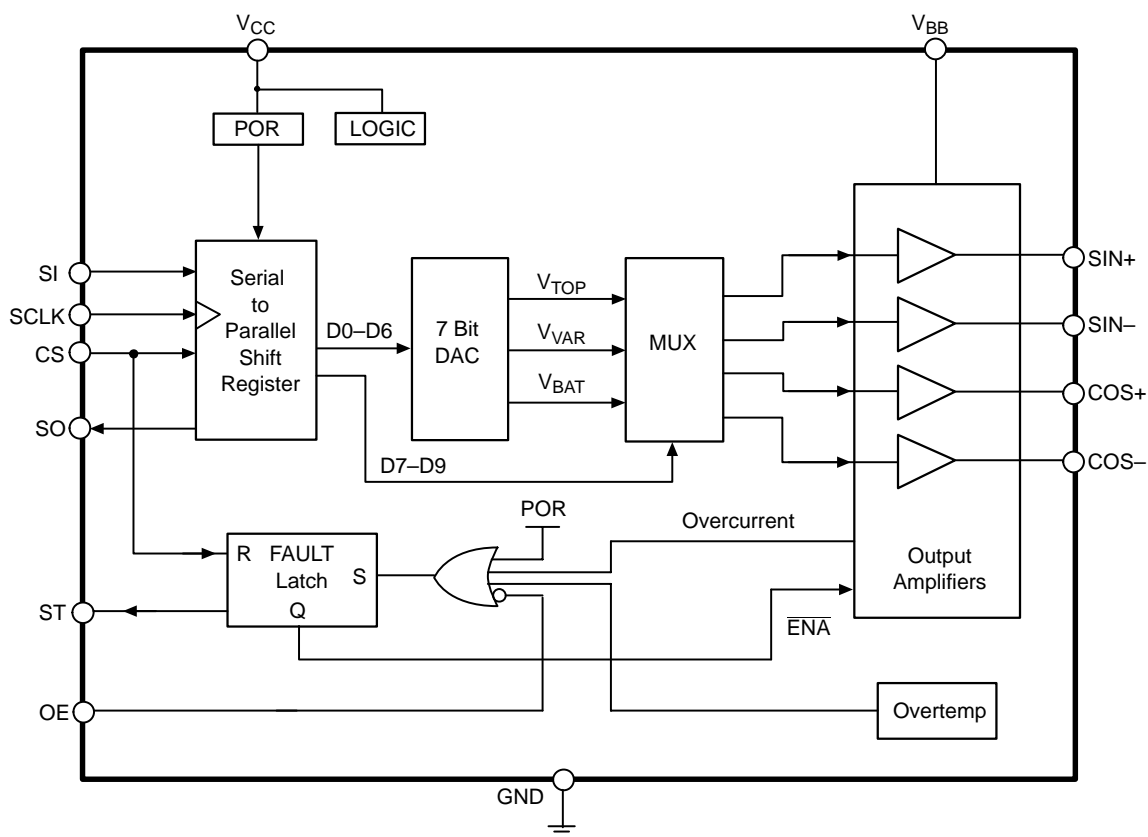 VCC
VBB
POR
LOGIC
SI
SCLK
CS
SO
Serial
to
Parallel
Shift
Register
D0–D6
D7–D9
7 Bit
DAC
VTOP
VVAR
VBAT
MUX
SIN+
SIN–
COS+
COS–
Output
Amplifiers
POR
Overcurrent
R FAULT
Latch
S
Q
ST
ENA
OE
Overtemp
GND